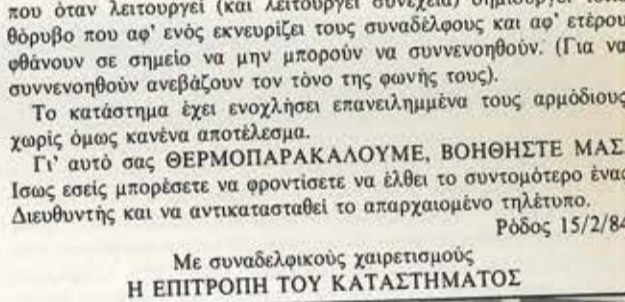 που όταν λειτουργεί (και λειτουργεί συνέχεια) δημιουργεί
θόρυβο που αφ' ενός εκνευρίζει τους συναδέλφους και αφ' ετέρου
φθάνουν σε σημείο να μην μπορούν να συννενοηθούν. (Για να
συννενοηθούν ανεβάζουν τον τόνο της φωνής τους).
Το κατάστημα έχει ενοχλήσει επανειλημμένα τους αρμόδιους
χωρίς όμως κανένα αποτέλεσμα.
Γι' αυτό σας ΘΕΡΜΟΠΑΡΑΚΑΛΟΥΜΕ, ΒΟΗΘΗΣΤΕ ΜΑΣ.
Ισως εσείς μπορέσετε να φροντίσετε να έλθει το συντομότερο ένας
Διευθυντής και να αντικατασταθεί το απαρχαιομένο τηλέτυπο.
Ρόδος 15/2/84
Με συναδελφικούς χαιρετισμούς
Η ΕΠΙΤΡΟΠΗ ΤΟΥ ΚΑΤΑΣΤΗΜΑΤΟΣ